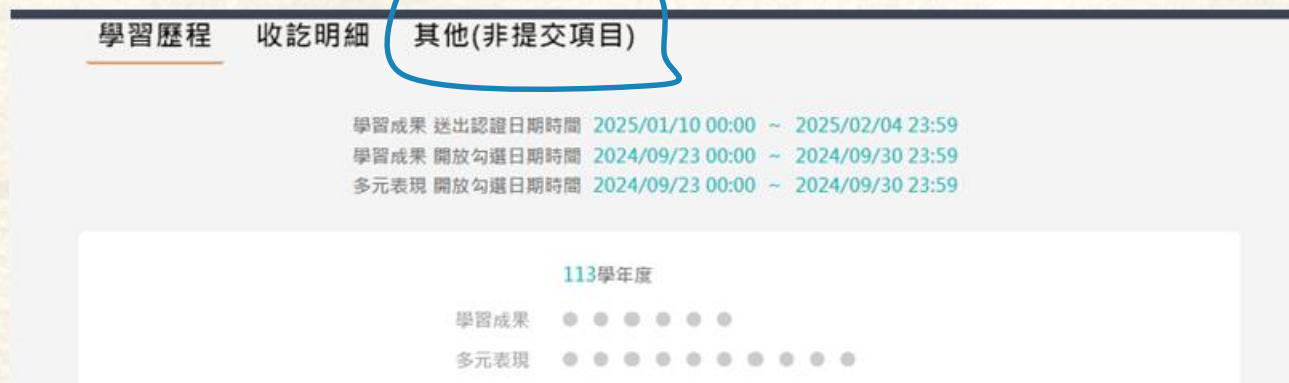 學習歷程 收訖明細 其他(非提交項目)
學習成果 送出認證日期時間 2025/01/10 00:00 ~ 2025/02/04 23:59
學習成果 開放勾選日期時間 2024/09/23 00:00 ~ 2024/09/30 23:59
多元表現 開放勾選日期時間 2024/09/23 00:00 ~ 2024/09/30 23:59
113學年度
學習成果
多元表現